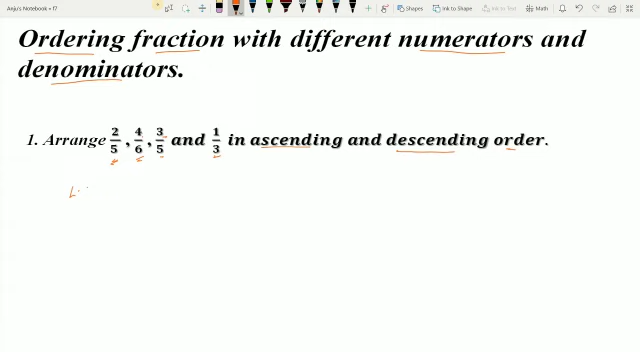 Anju's Notebook • 17
Shapes Ink to Shape Ink to Text Math
Ordering fraction with different numerators and
denominators.
1. Arrange 2/5 , 4/6 , 3/5 and 1/3 in ascending and descending order.